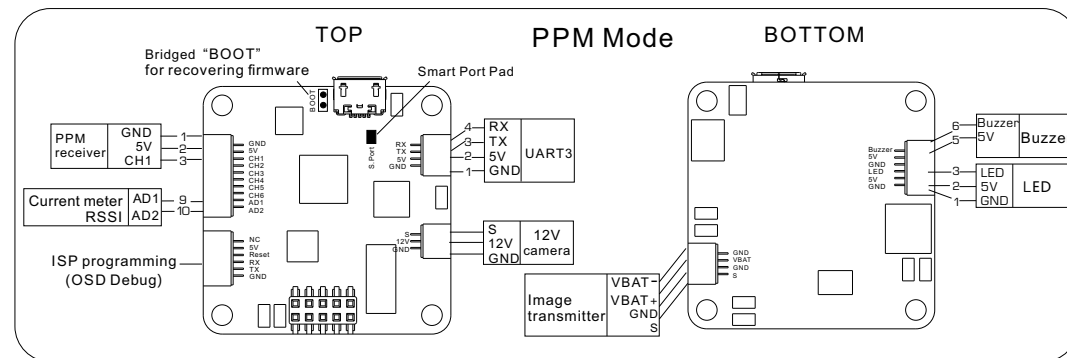 TOP
PPM Mode
BOTTOM
Bridged “BOOT”
for recovering firmware
Smart Port Pad
BOOT
S.Port
PPM
receiver
GND
5V
CH1
1
2
3
GND
5V
CH1
CH2
CH3
CH4
CH5
CH6
AD1
AD2
Current meter
RSSI
AD1
AD2
9
10
ISP programming
(OSD Debug)
NC
5V
Reset
RX
TX
GND
RX
TX
5V
GND
4
3
2
1
RX
TX
5V
GND
UART3
S
12V
GND
S
12V
GND
12V
camera
Buzzer
5V
GND
LED
5V
GND
6
5
Buzzer
5V
Buzze
3
2
1
LED
5V
GND
LED
GND
VBAT
GND
S
Image
transmitter
VBAT-
VBAT+
GND
S